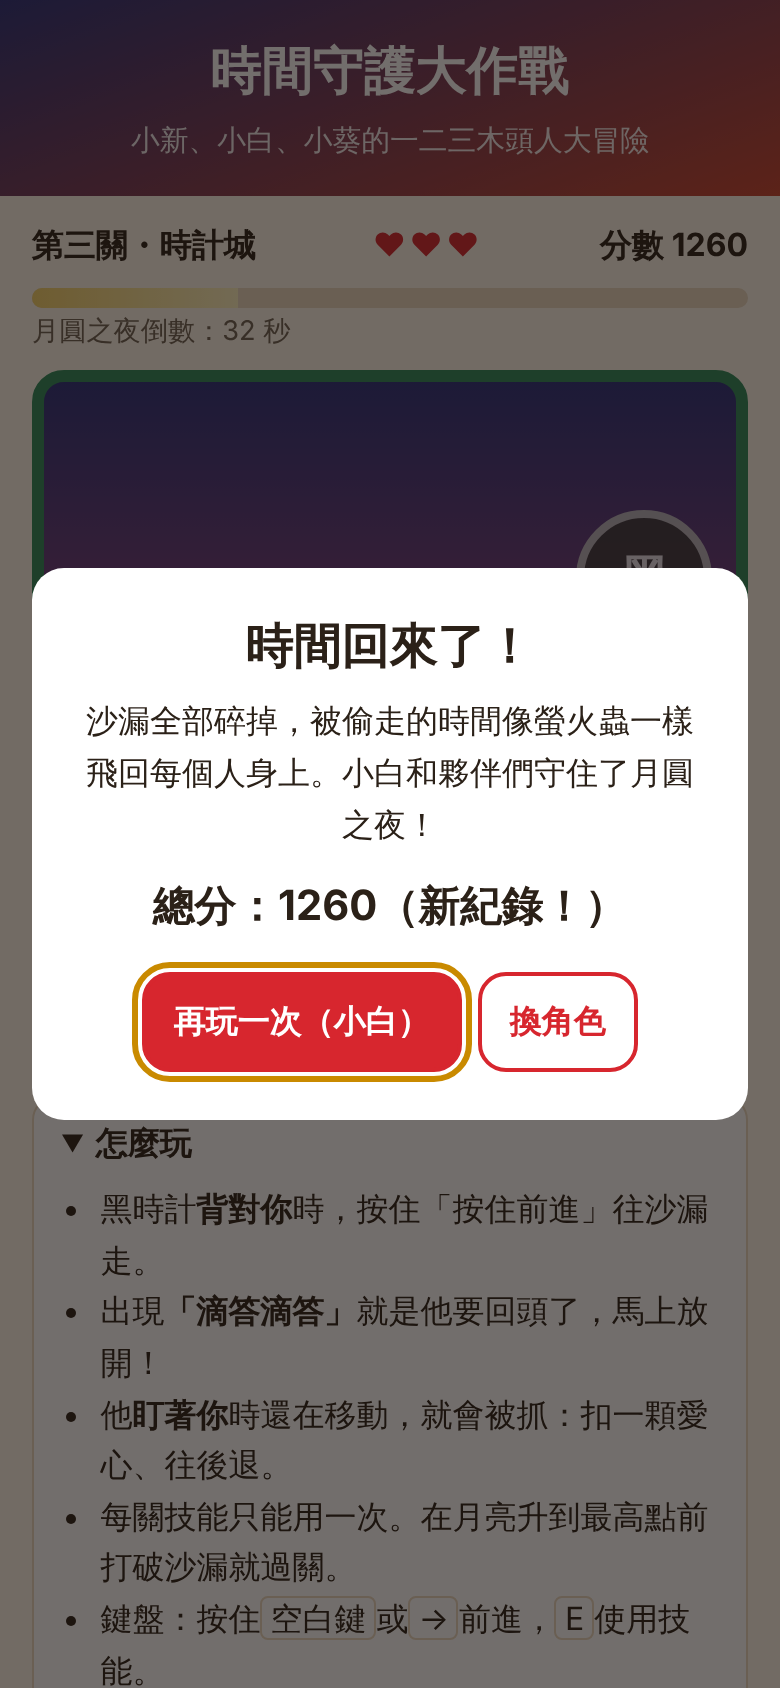 時間守護大作戰
小新、小白、小葵的一二三木頭人大冒險
第三關・時計城
分數 1260
月圓之夜倒數：32 秒
時間回來了！
沙漏全部碎掉，被偷走的時間像螢火蟲一樣
飛回每個人身上。小白和夥伴們守住了月圓
之夜！
總分：1260（新紀錄！）
再玩一次（小白）
換角色
怎麼玩
黑時計背對你時，按住「按住前進」往沙漏
走。
出現「滴答滴答」就是他要回頭了，馬上放
開！
他盯著你時還在移動，就會被抓：扣一顆愛
心、往後退。
每關技能只能用一次。在月亮升到最高點前
打破沙漏就過關。
鍵盤：按住 空白鍵 或 → 前進，E 使用技
能。